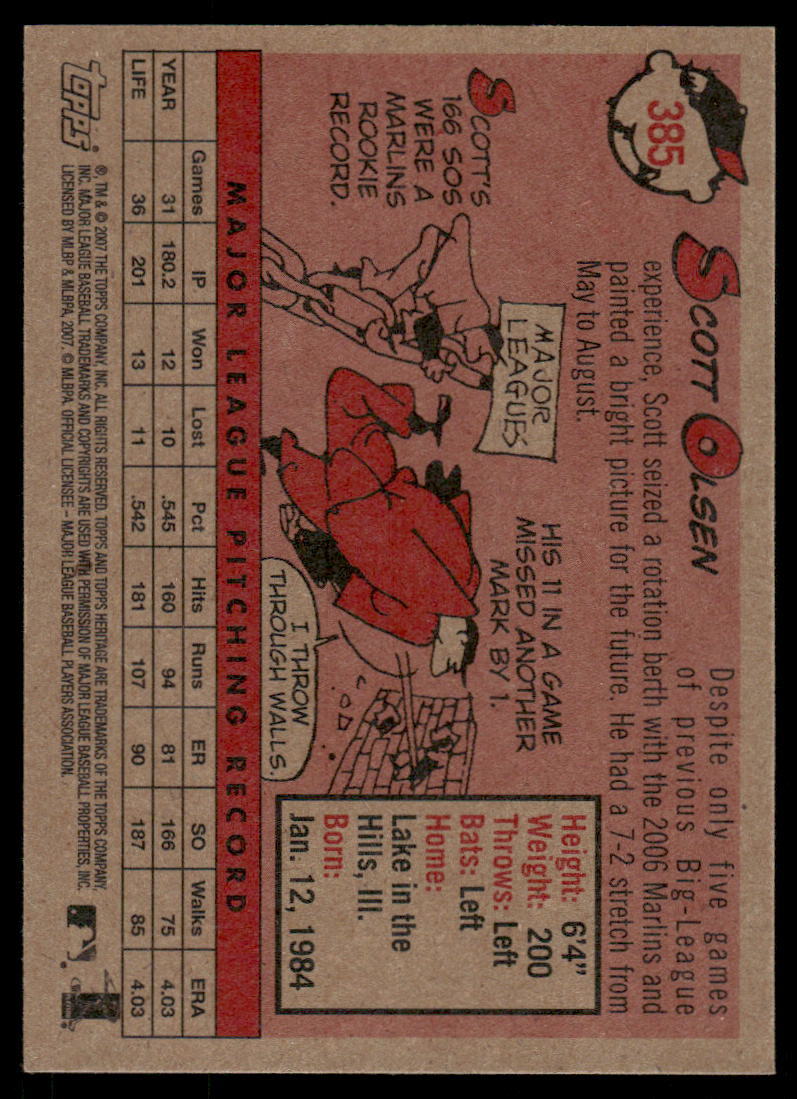 385
SCOTT OLSEN
Despite only five games
of previous Big-League
experience, Scott seized a rotation berth with the 2006 Marlins and
painted a bright picture for the future. He had a 7-2 stretch from
May to August.
SCOTT'S
166 SOS
WERE A
MARLINS
ROOKIE
RECORD.
MAJOR
LEAGUES
HIS 11 IN A GAME
MISSED ANOTHER
MARK BY 1.
I THROW
THROUGH WALLS.
Height: 6'4"
Weight: 200
Throws: Left
Bats: Left
Home:
Lake in the
Hills, Ill.
Born:
Jan. 12, 1984
MAJOR LEAGUE PITCHING RECORD
Games IP Won Lost Pct Hits Runs ER SO Walks ERA
YEAR 31 180.2 12 10 .545 160 94 81 166 75 4.03
LIFE 36 201 13 11 .542 181 107 90 187 85 4.03
topps®
®, TM & © 2007 THE TOPPS COMPANY, INC. ALL RIGHTS RESERVED. TOPPS AND TOPPS HERITAGE ARE TRADEMARKS OF THE TOPPS COMPANY,
INC. MAJOR LEAGUE BASEBALL TRADEMARKS AND COPYRIGHTS ARE USED WITH PERMISSION OF MAJOR LEAGUE BASEBALL PROPERTIES, INC.
LICENSED BY MLBP & MLBPA, 2007. © MLBPA. OFFICIAL LICENSEE – MAJOR LEAGUE BASEBALL PLAYERS ASSOCIATION.